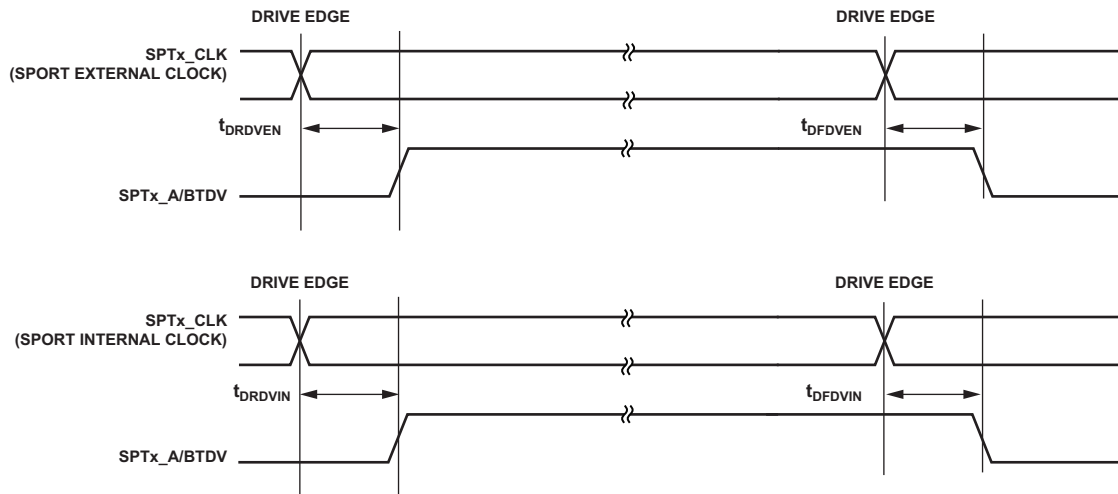 DRIVE EDGE DRIVE EDGE
SPTx_CLK
(SPORT EXTERNAL CLOCK)
tDRDVEN tDFDVEN
SPTx_A/BTDV
DRIVE EDGE DRIVE EDGE
SPTx_CLK
(SPORT INTERNAL CLOCK)
tDRDVIN tDFDVIN
SPTx_A/BTDV